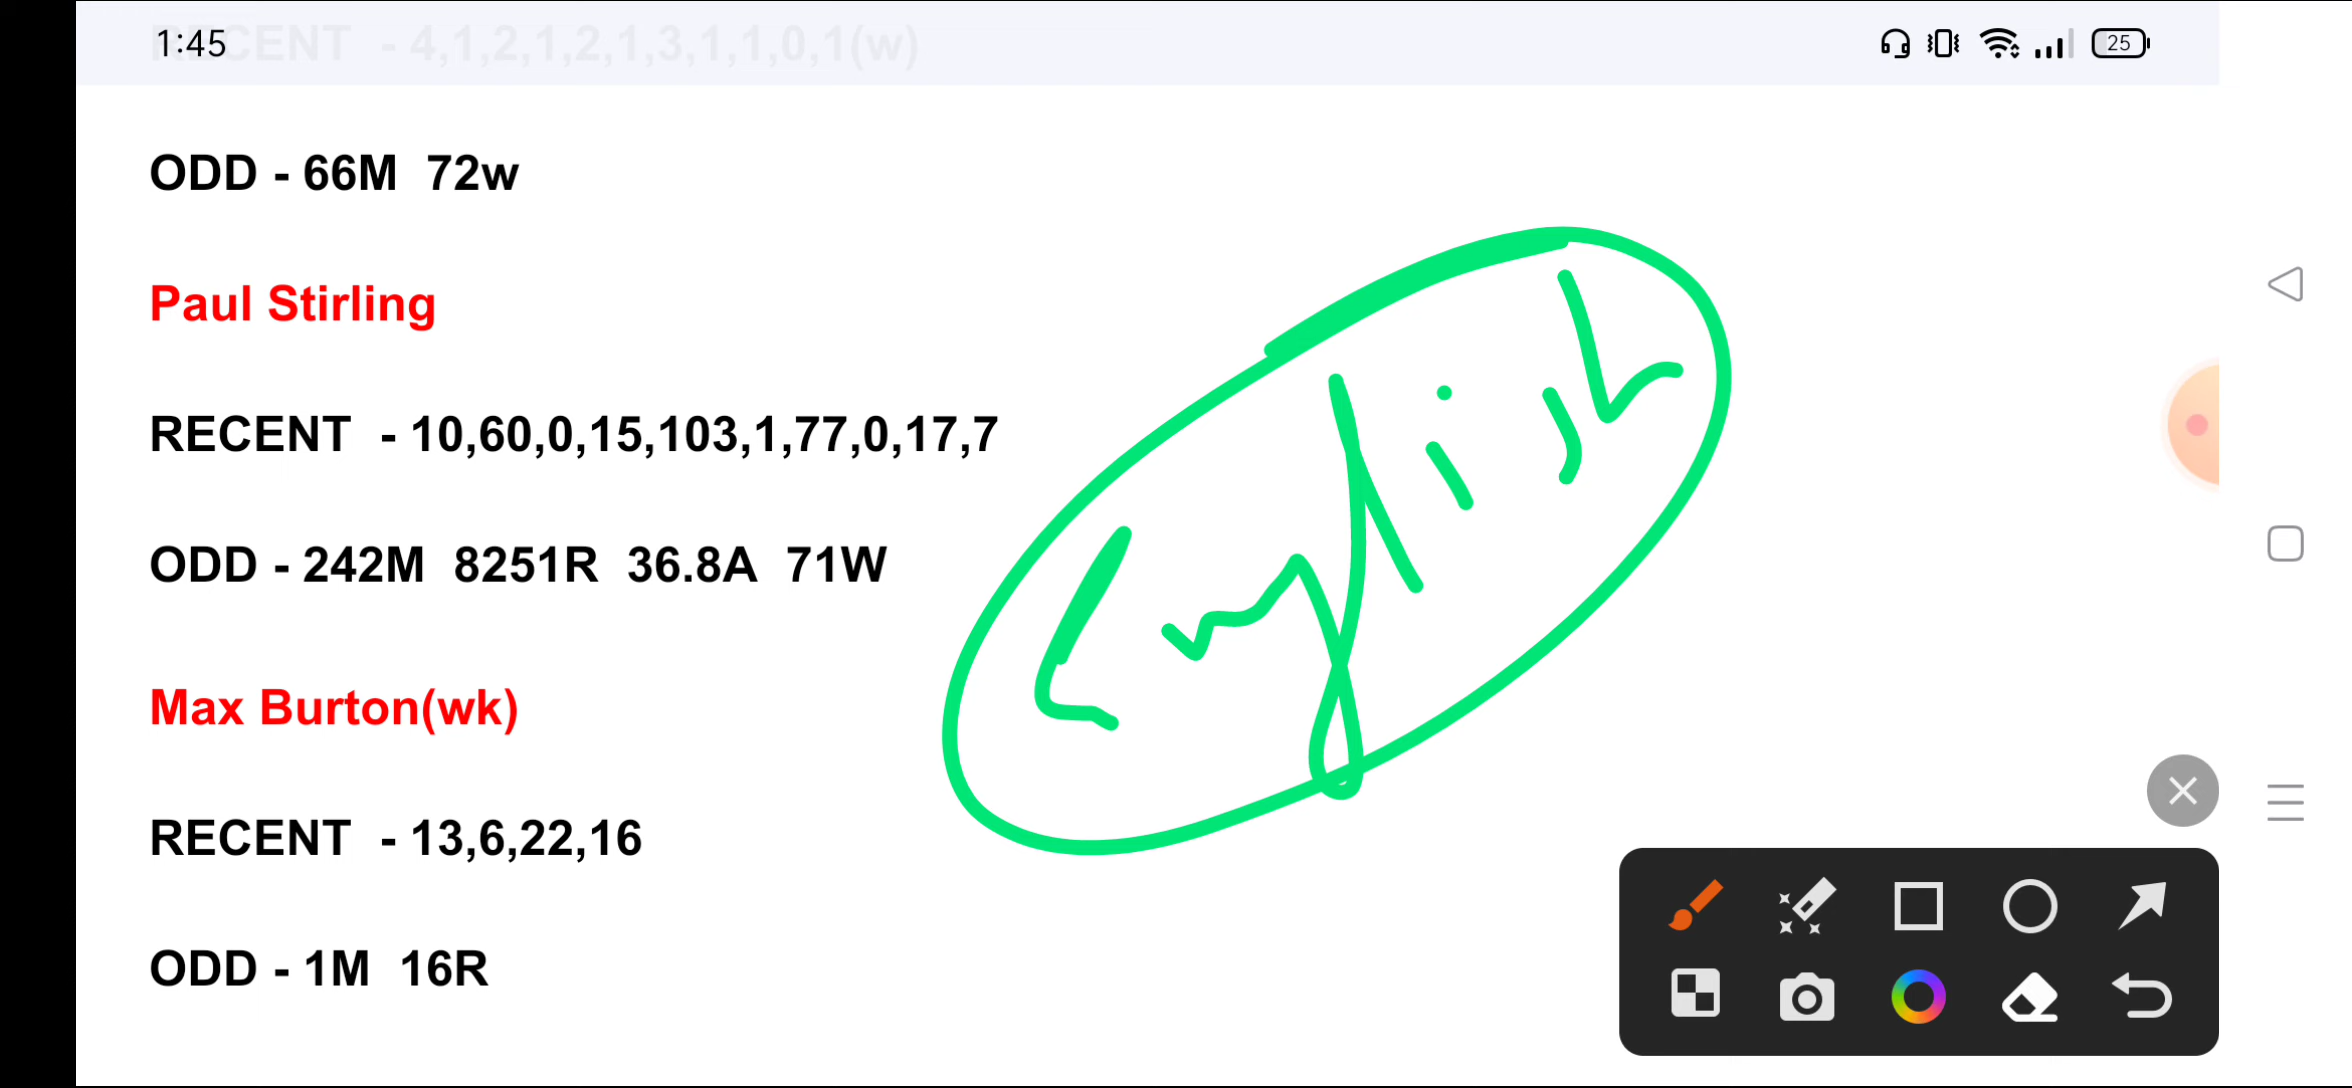 RECENT - 4,1,2,1,2,1,3,1,1,0,1(w)
1:45
25
ODD - 66M 72w
Paul Stirling
RECENT - 10,60,0,15,103,1,77,0,17,7
ODD - 242M 8251R 36.8A 71W
English
Max Burton(wk)
RECENT - 13,6,22,16
ODD - 1M 16R